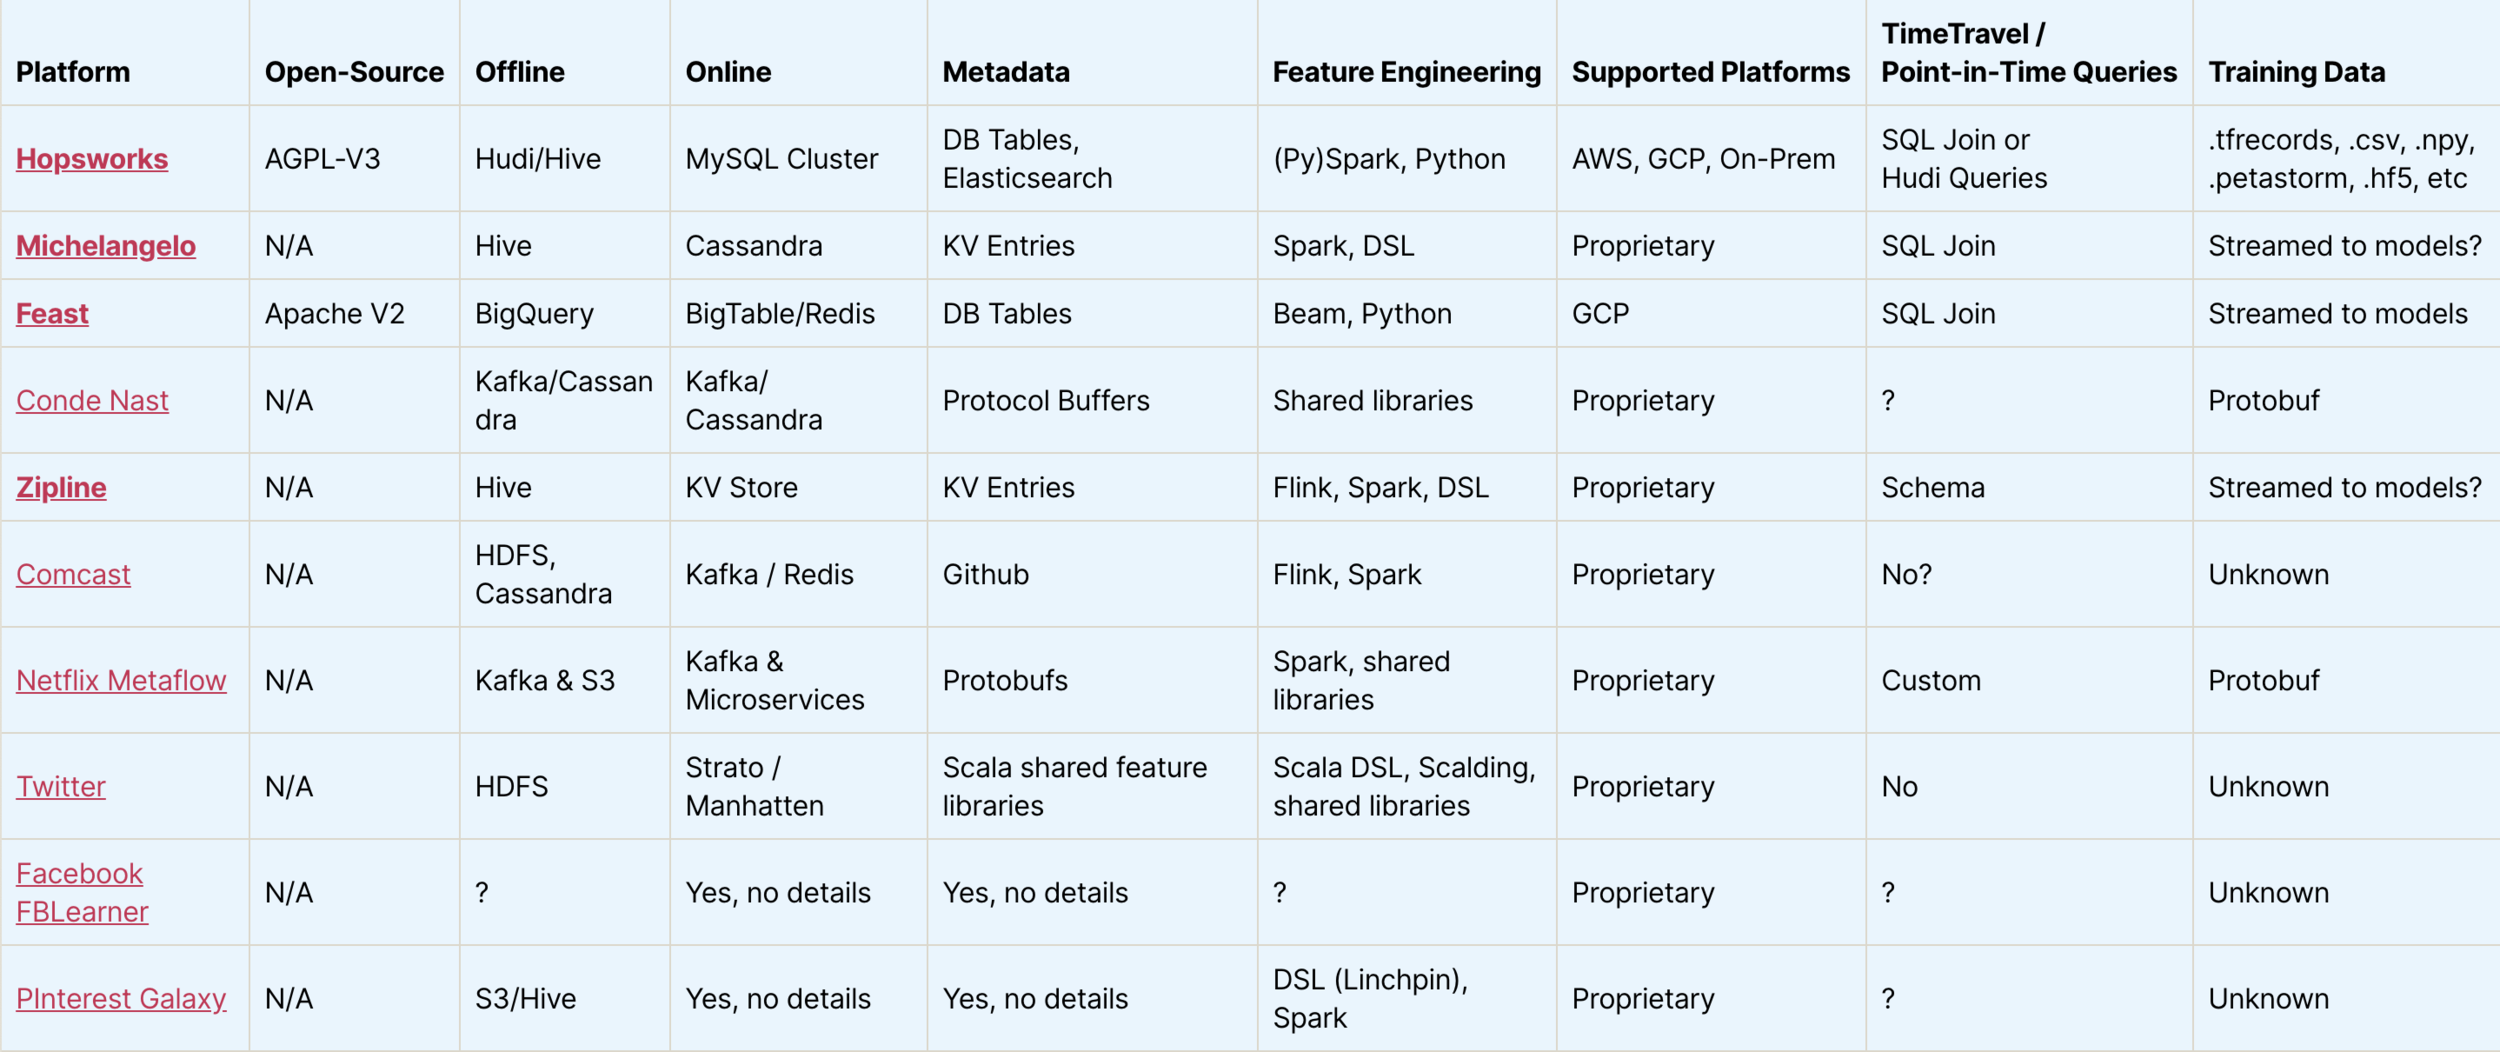 Platform
Open-Source
Offline
Online
Metadata
Feature Engineering
Supported Platforms
TimeTravel /
Point-in-Time Queries
Training Data
Hopsworks
AGPL-V3
Hudi/Hive
MySQL Cluster
DB Tables,
Elasticsearch
(Py)Spark, Python
AWS, GCP, On-Prem
SQL Join or
Hudi Queries
.tfrecords, .csv, .npy,
.petastorm, .hf5, etc
Michelangelo
N/A
Hive
Cassandra
KV Entries
Spark, DSL
Proprietary
SQL Join
Streamed to models?
Feast
Apache V2
BigQuery
BigTable/Redis
DB Tables
Beam, Python
GCP
SQL Join
Streamed to models
Conde Nast
N/A
Kafka/Cassan
dra
Kafka/
Cassandra
Protocol Buffers
Shared libraries
Proprietary
?
Protobuf
Zipline
N/A
Hive
KV Store
KV Entries
Flink, Spark, DSL
Proprietary
Schema
Streamed to models?
Comcast
N/A
HDFS,
Cassandra
Kafka / Redis
Github
Flink, Spark
Proprietary
No?
Unknown
Netflix Metaflow
N/A
Kafka & S3
Kafka &
Microservices
Protobufs
Spark, shared
libraries
Proprietary
Custom
Protobuf
Twitter
N/A
HDFS
Strato /
Manhatten
Scala shared feature
libraries
Scala DSL, Scalding,
shared libraries
Proprietary
No
Unknown
Facebook
FBLearner
N/A
?
Yes, no details
Yes, no details
?
Proprietary
?
Unknown
PInterest Galaxy
N/A
S3/Hive
Yes, no details
Yes, no details
DSL (Linchpin),
Spark
Proprietary
?
Unknown